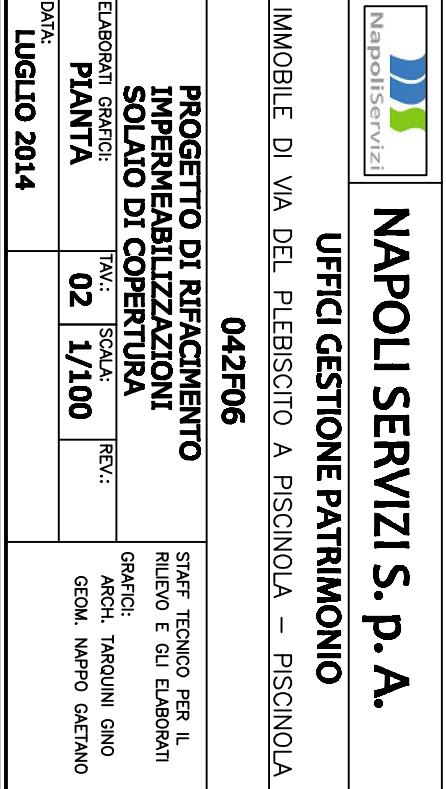 NapoliServizi
NAPOLI SERVIZI S. p. A.
UFFICI GESTIONE PATRIMONIO
IMMOBILE DI VIA DEL PLEBISCITO A PISCINOLA – PISCINOLA
042F06
PROGETTO DI RIFACIMENTO
IMPERMEABILIZZAZIONI
SOLAIO DI COPERTURA
STAFF TECNICO PER IL
RILIEVO E GLI ELABORATI
GRAFICI:
ARCH. TARQUINI GINO
GEOM. NAPPO GAETANO
ELABORATI GRAFICI:
PIANTA
TAV.:
02
SCALA:
1/100
REV.:
DATA:
LUGLIO 2014